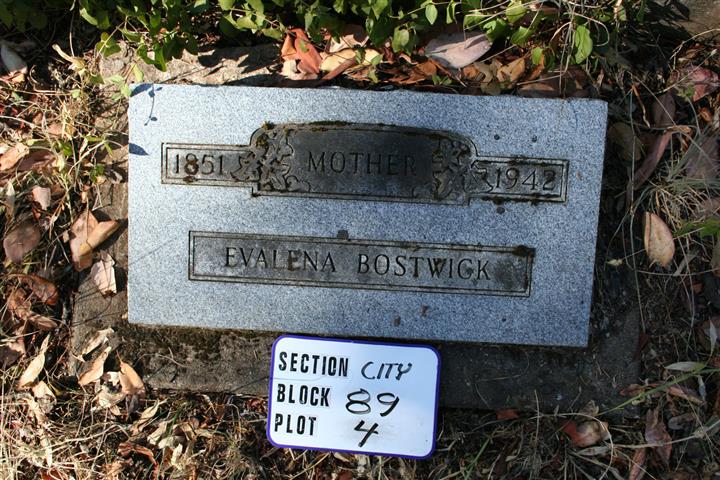 1851 MOTHER 1942
EVALENA BOSTWICK
SECTION CITY
BLOCK 89
PLOT 4